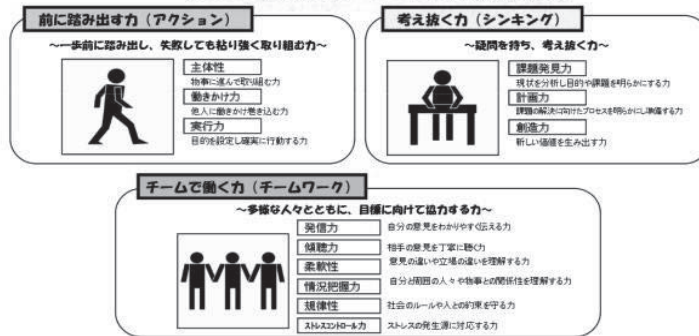 前に踏み出す力（アクション）
～一歩前に踏み出し、失敗しても粘り強く取り組む力～
主体性
物事に進んで取り組む力
働きかけ力
他人に働きかけ巻き込む力
実行力
目的を設定し確実に行動する力
考え抜く力（シンキング）
～疑問を持ち、考え抜く力～
課題発見力
現状を分析し目的や課題を明らかにする力
計画力
課題の解決に向けたプロセスを明らかにし準備する力
創造力
新しい価値を生み出す力
チームで働く力（チームワーク）
～多様な人々とともに、目標に向けて協力する力～
発信力 自分の意見をわかりやすく伝える力
傾聴力 相手の意見を丁寧に聴く力
柔軟性 意見の違いや立場の違いを理解する力
情況把握力 自分と周囲の人々や物事との関係性を理解する力
規律性 社会のルールや人との約束を守る力
ストレスコントロール力 ストレスの発生源に対応する力